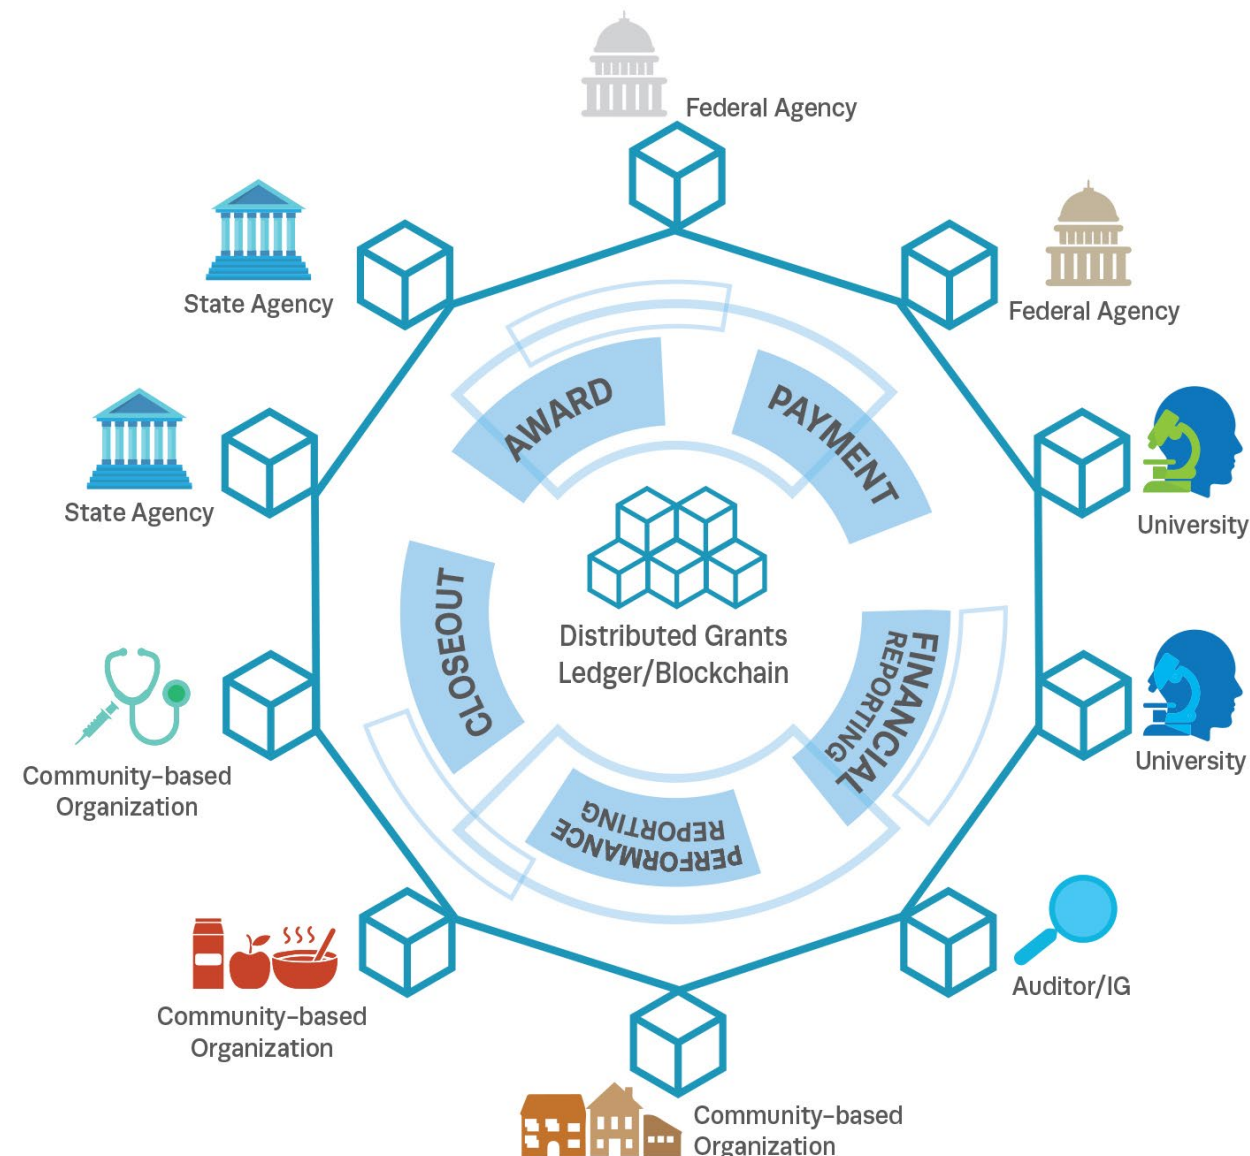 Federal Agency
State Agency
Federal Agency
AWARD
PAYMENT
State Agency
University
CLOSEOUT
Distributed Grants
Ledger/Blockchain
FINANCIAL
REPORTING
University
Community-based
Organization
PERFORMANCE
REPORTING
Auditor/IG
Community-based
Organization
Community-based
Organization